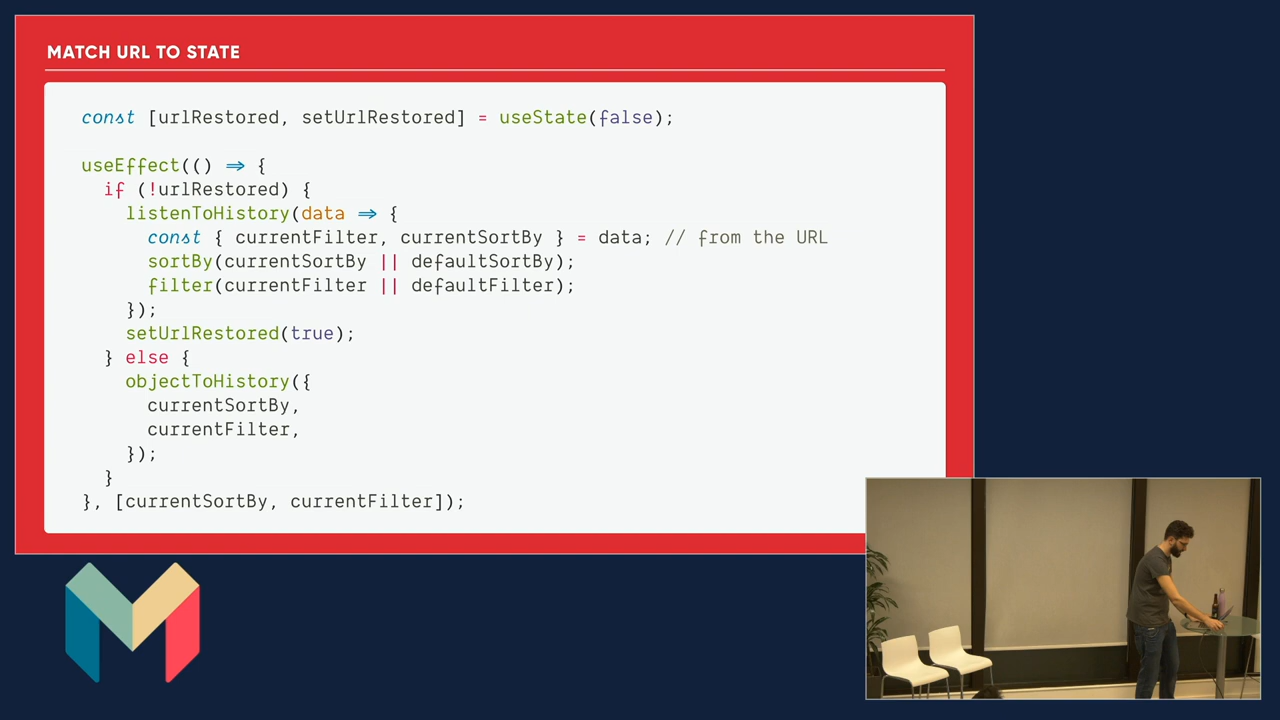 MATCH URL TO STATE
const [urlRestored, setUrlRestored] = useState(false);
useEffect(() => {
  if (!urlRestored) {
    listenToHistory(data => {
      const { currentFilter, currentSortBy } = data; // from the URL
      sortBy(currentSortBy || defaultSortBy);
      filter(currentFilter || defaultFilter);
    });
    setUrlRestored(true);
  } else {
    objectToHistory({
      currentSortBy,
      currentFilter,
    });
  }
}, [currentSortBy, currentFilter]);